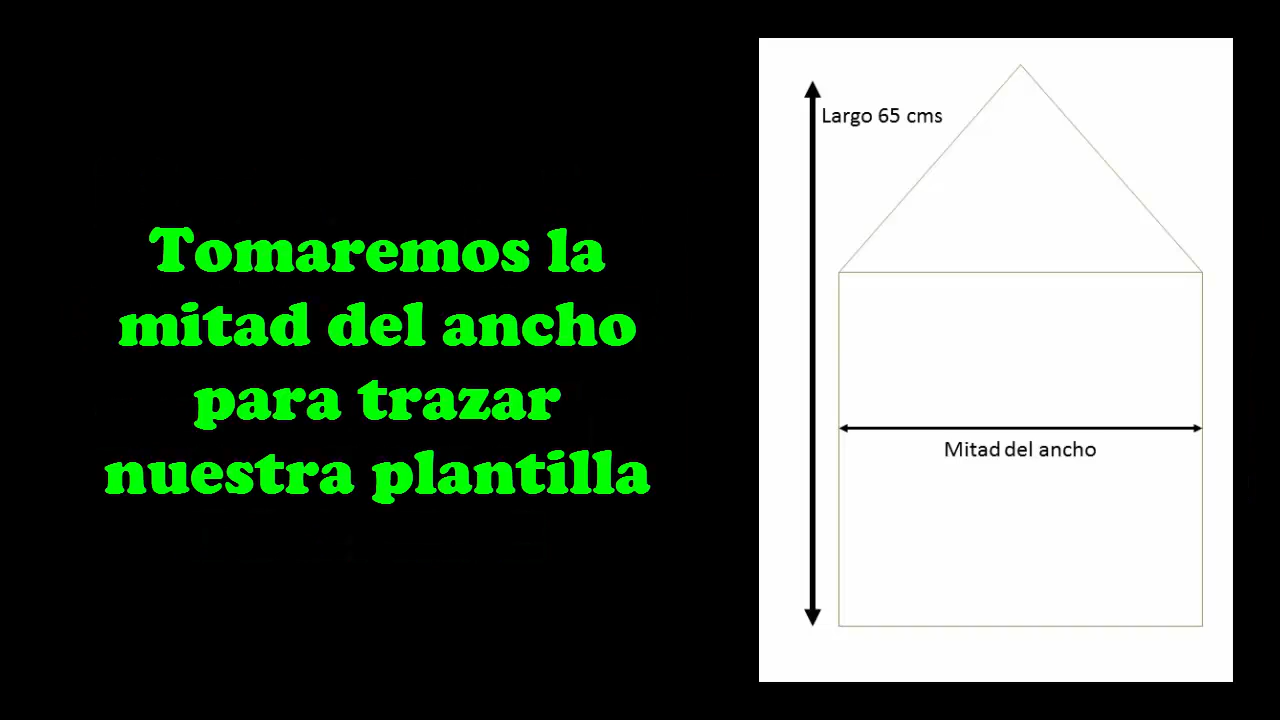 Tomaremos la
mitad del ancho
para trazar
nuestra plantilla
Largo 65 cms
Mitad del ancho